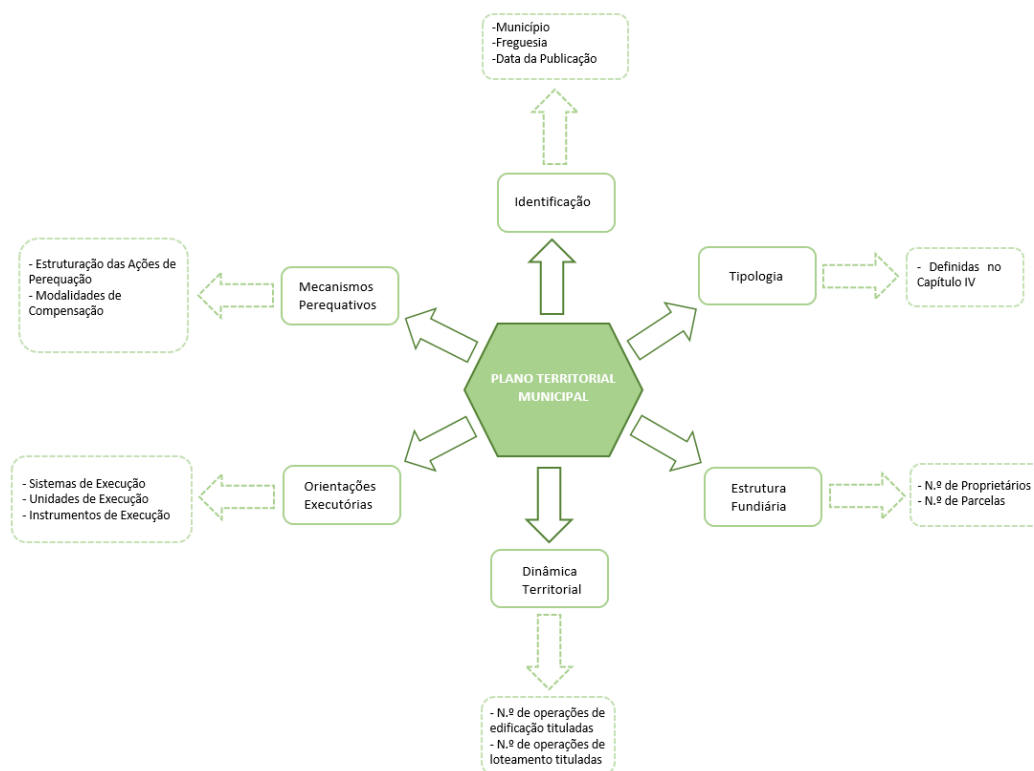 -Município
-Freguesia
-Data da Publicação
Identificação
- Estruturação das Ações de
Perequação
- Modalidades de
Compensação
Mecanismos
Perequativos
Tipologia
- Definidas no
Capítulo IV
PLANO TERRITORIAL
MUNICIPAL
- Sistemas de Execução
- Unidades de Execução
- Instrumentos de Execução
Orientações
Executórias
Estrutura
Fundiária
- N.º de Proprietários
- N.º de Parcelas
Dinâmica
Territorial
- N.º de operações de
edificação tituladas
- N.º de operações de
loteamento tituladas